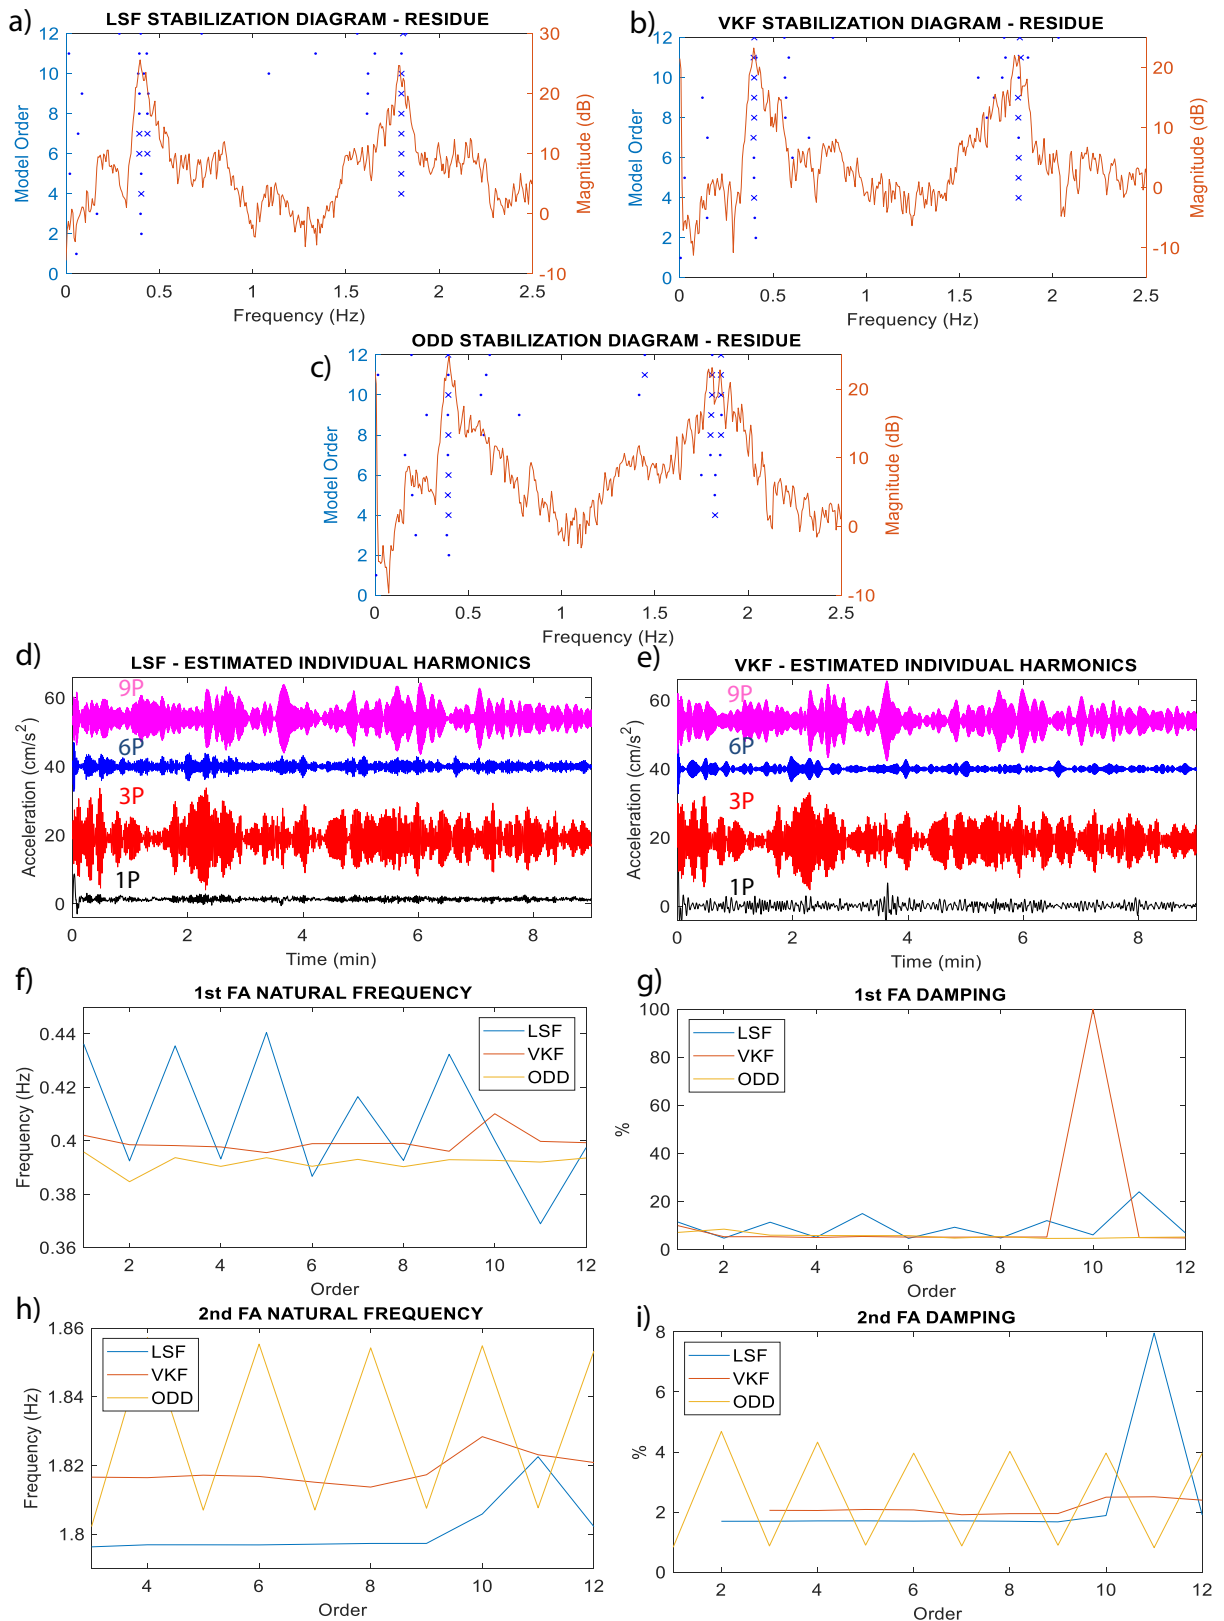 a)
LSF STABILIZATION DIAGRAM - RESIDUE
12
10
8
6
4
2
0
Model Order
30
20
10
0
-10
Magnitude (dB)
0 0.5 1 1.5 2 2.5
Frequency (Hz)
b)
VKF STABILIZATION DIAGRAM - RESIDUE
12
10
8
6
4
2
0
Model Order
20
10
0
-10
Magnitude (dB)
0 0.5 1 1.5 2 2.5
Frequency (Hz)
c)
ODD STABILIZATION DIAGRAM - RESIDUE
12
10
8
6
4
2
0
Model Order
20
10
0
-10
Magnitude (dB)
0 0.5 1 1.5 2 2.5
Frequency (Hz)
d)
LSF - ESTIMATED INDIVIDUAL HARMONICS
60
40
20
0
Acceleration (cm/s²)
9P
6P
3P
1P
0 2 4 6 8
Time (min)
e)
VKF - ESTIMATED INDIVIDUAL HARMONICS
60
40
20
0
Acceleration (cm/s²)
9P
6P
3P
1P
0 2 4 6 8
Time (min)
f)
1st FA NATURAL FREQUENCY
0.44
0.42
0.4
0.38
0.36
Frequency (Hz)
LSF
VKF
ODD
2 4 6 8 10 12
Order
g)
1st FA DAMPING
100
80
60
40
20
0
%
LSF
VKF
ODD
2 4 6 8 10 12
Order
h)
2nd FA NATURAL FREQUENCY
1.86
1.84
1.82
1.8
Frequency (Hz)
LSF
VKF
ODD
4 6 8 10 12
Order
i)
2nd FA DAMPING
8
6
4
2
0
%
LSF
VKF
ODD
2 4 6 8 10 12
Order